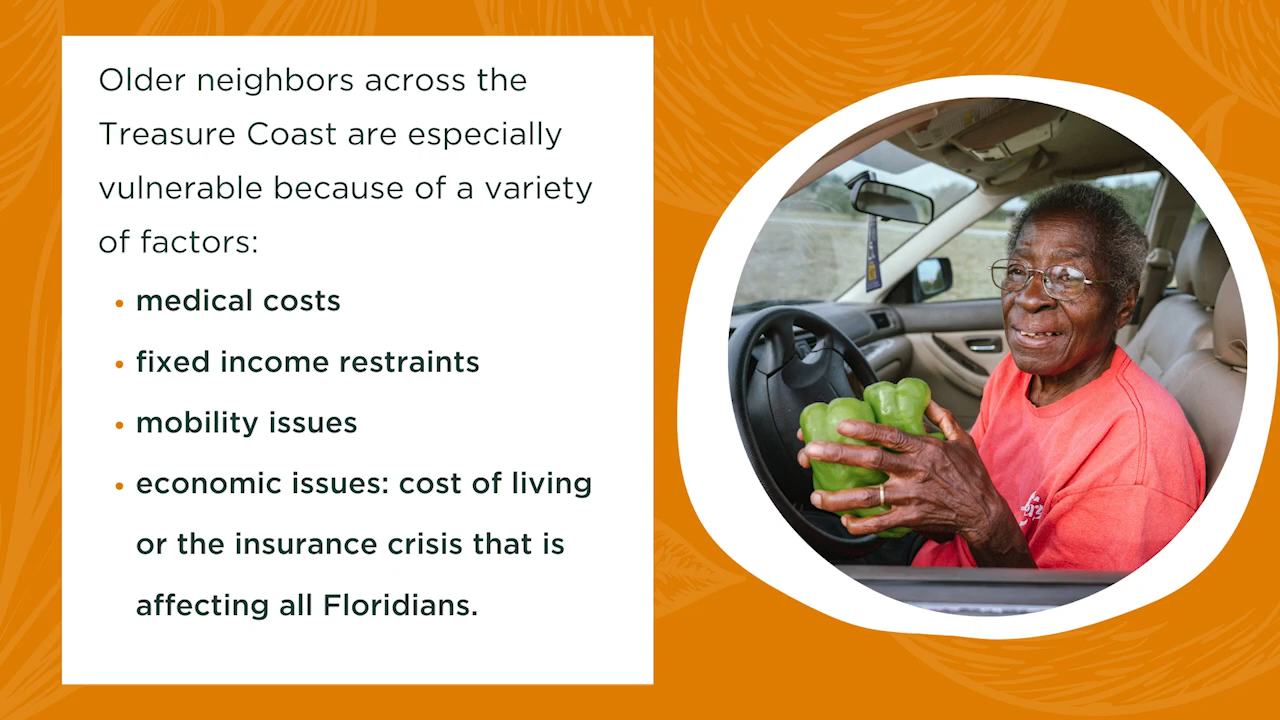 Older neighbors across the
Treasure Coast are especially
vulnerable because of a variety
of factors:
• medical costs
• fixed income restraints
• mobility issues
• economic issues: cost of living
or the insurance crisis that is
affecting all Floridians.